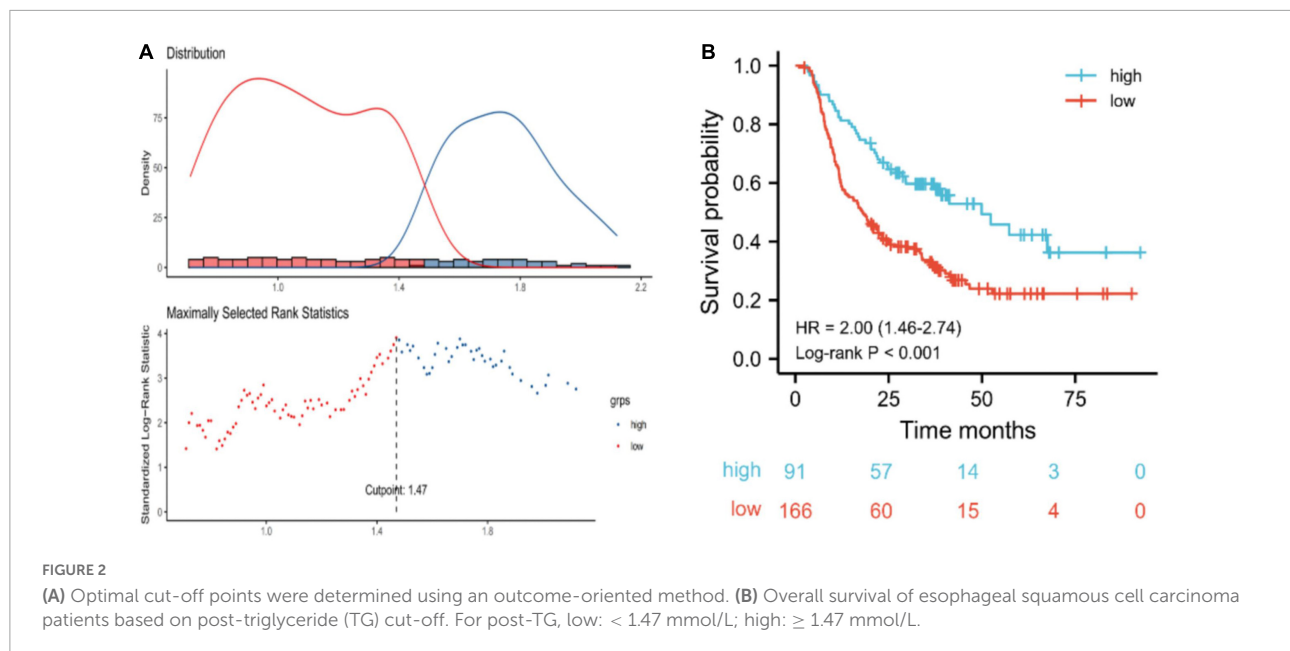 A
Distribution
Density
75
50
25
0
1.0 1.4 1.8 2.2
Maximally Selected Rank Statistics
Standardized Log-Rank Statistic
4
3
2
1
0
Cutpoint: 1.47
1.0 1.4 1.8
grps
high
low
B
Survival probability
1.0
0.8
0.6
0.4
0.2
0.0
high
low
HR = 2.00 (1.46-2.74)
Log-rank P < 0.001
0 25 50 75
Time months
high 91 57 14 3 0
low 166 60 15 4 0
FIGURE 2
(A) Optimal cut-off points were determined using an outcome-oriented method. (B) Overall survival of esophageal squamous cell carcinoma
patients based on post-triglyceride (TG) cut-off. For post-TG, low: < 1.47 mmol/L; high: ≥ 1.47 mmol/L.